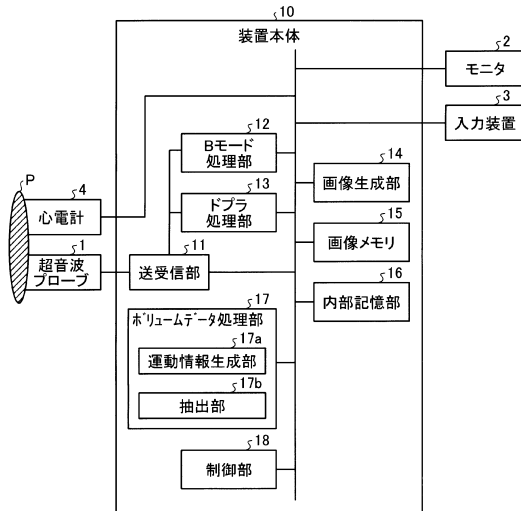 10
装置本体
2
モニタ
3
入力装置
12
Bモード
処理部
P
4
心電計
13
ドプラ
処理部
14
画像生成部
1
超音波
プローブ
11
送受信部
15
画像メモリ
16
内部記憶部
17
ボリュームデータ処理部
17a
運動情報生成部
17b
抽出部
18
制御部